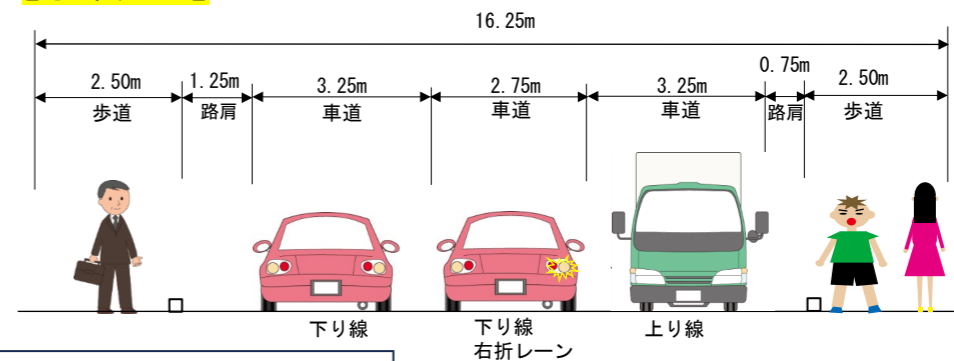 16.25m
2.50m
1.25m
3.25m
2.75m
3.25m
0.75m
2.50m
歩道
路肩
車道
車道
車道
路肩
歩道
下り線
下り線
右折レーン
上り線